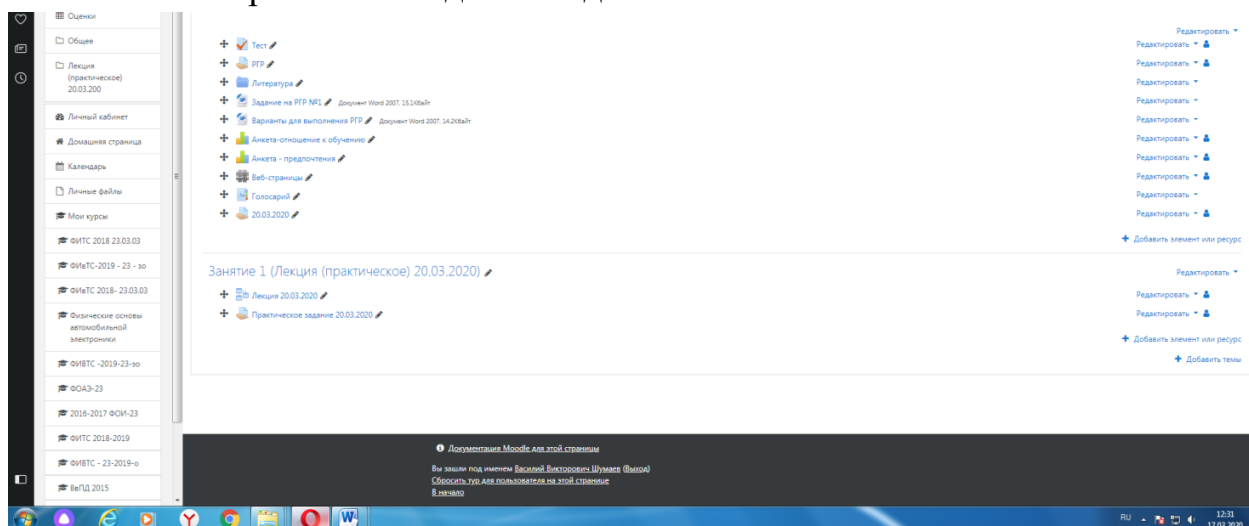 Оценки
Общее
Лекция
(практическое)
20.03.200
Личный кабинет
Домашняя страница
Календарь
Личные файлы
Мои курсы
ФИТС 2018 23.03.03
ФИвТС-2019 - 23 - зо
ФИвТС 2018- 23.03.03
Физические основы
автомобильной
электроники
ФИВТС -2019-23-зо
ФОАЭ-23
2016-2017 ФОИ-23
ФИТС 2018-2019
ФИВТС - 23-2019-о
ВеПД 2015
Редактировать
Тест Редактировать
РГР Редактировать
Литература Редактировать
Задание на РГР №1 Документ Word 2007, 15.1Кбайт Редактировать
Варианты для выполнения РГР Документ Word 2007, 14.2Кбайт Редактировать
Анкета-отношение к обучению Редактировать
Анкета - предпочтения Редактировать
Веб-страницы Редактировать
Голосарий Редактировать
20.03.2020 Редактировать
Добавить элемент или ресурс
Занятие 1 (Лекция (практическое) 20.03.2020) Редактировать
Лекция 20.03.2020 Редактировать
Практическое задание 20.03.2020 Редактировать
Добавить элемент или ресурс
Добавить темы
Документация Moodle для этой страницы
Вы зашли под именем Василий Викторович Шумаев (Выход)
Сбросить тур для пользователя на этой странице
В начало
RU 12:31
17.03.2020